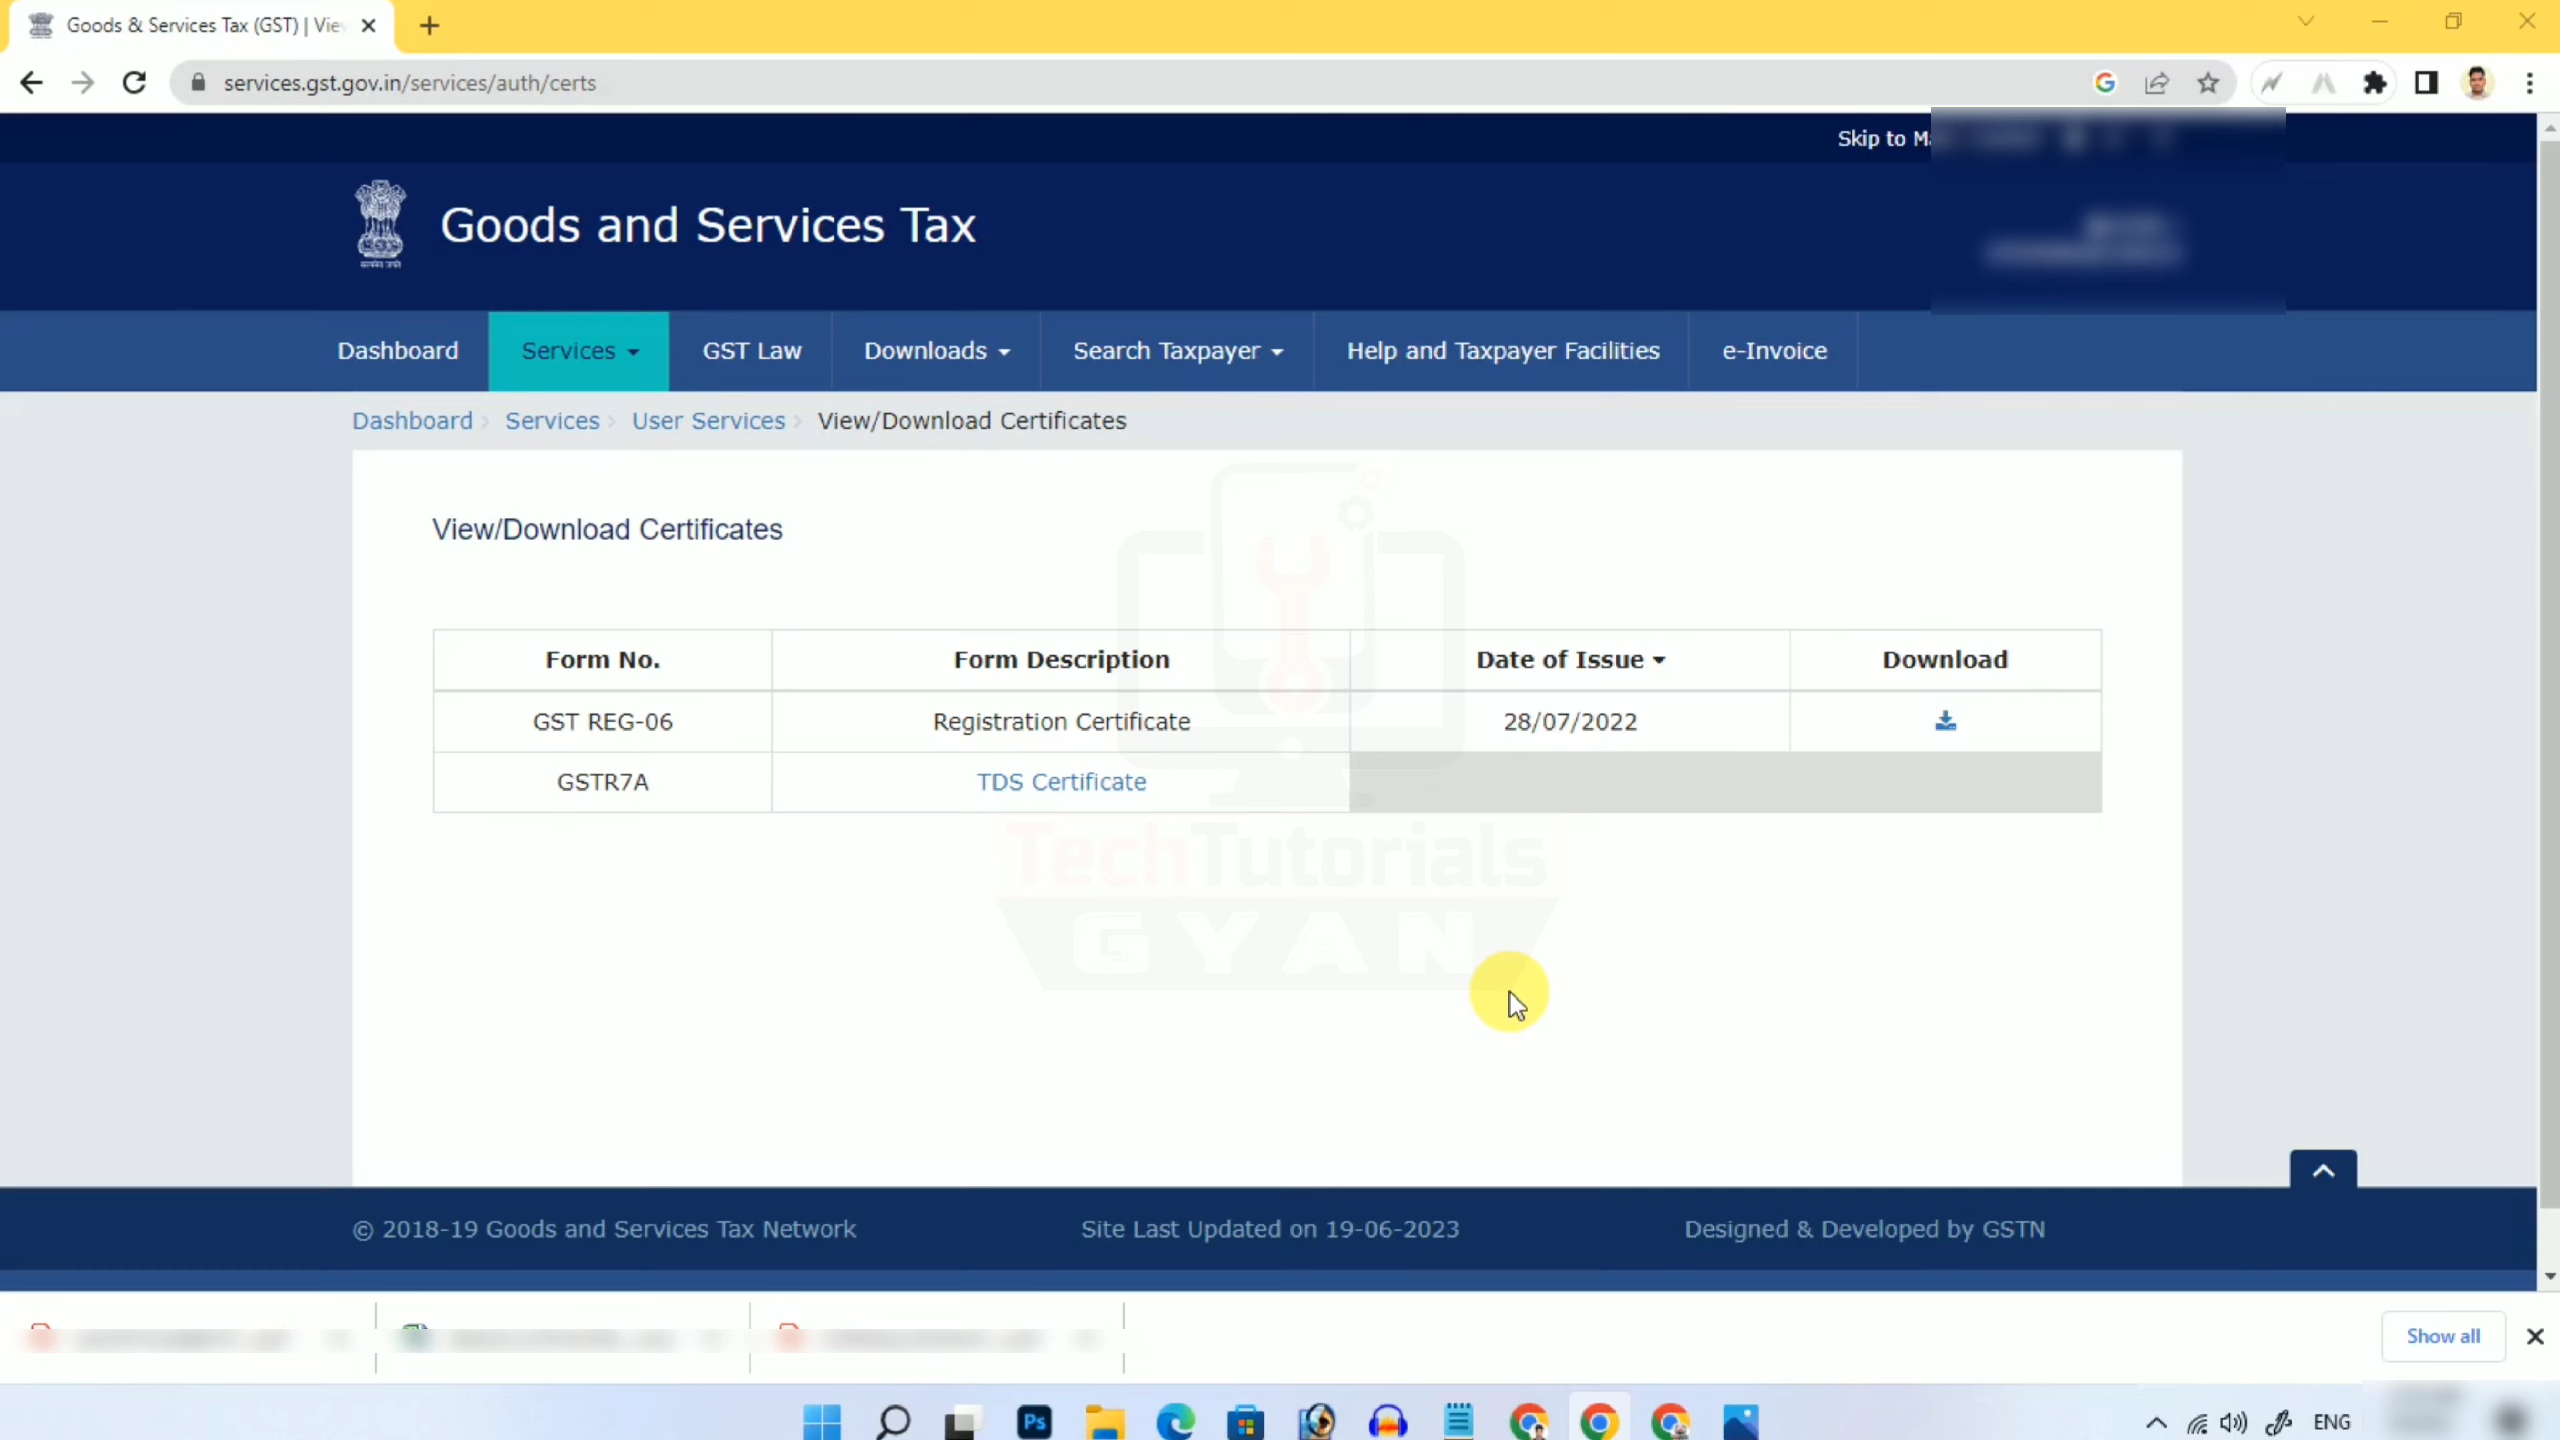 Goods & Services Tax (GST) | Vie
services.gst.gov.in/services/auth/certs
Skip to Ma
Goods and Services Tax
Dashboard Services GST Law Downloads Search Taxpayer Help and Taxpayer Facilities e-Invoice
Dashboard Services User Services View/Download Certificates
View/Download Certificates
Form No. Form Description Date of Issue Download
GST REG-06 Registration Certificate 28/07/2022
GSTR7A TDS Certificate
TechTutorials
GYAN
© 2018-19 Goods and Services Tax Network Site Last Updated on 19-06-2023 Designed & Developed by GSTN
Show all
Ps ENG